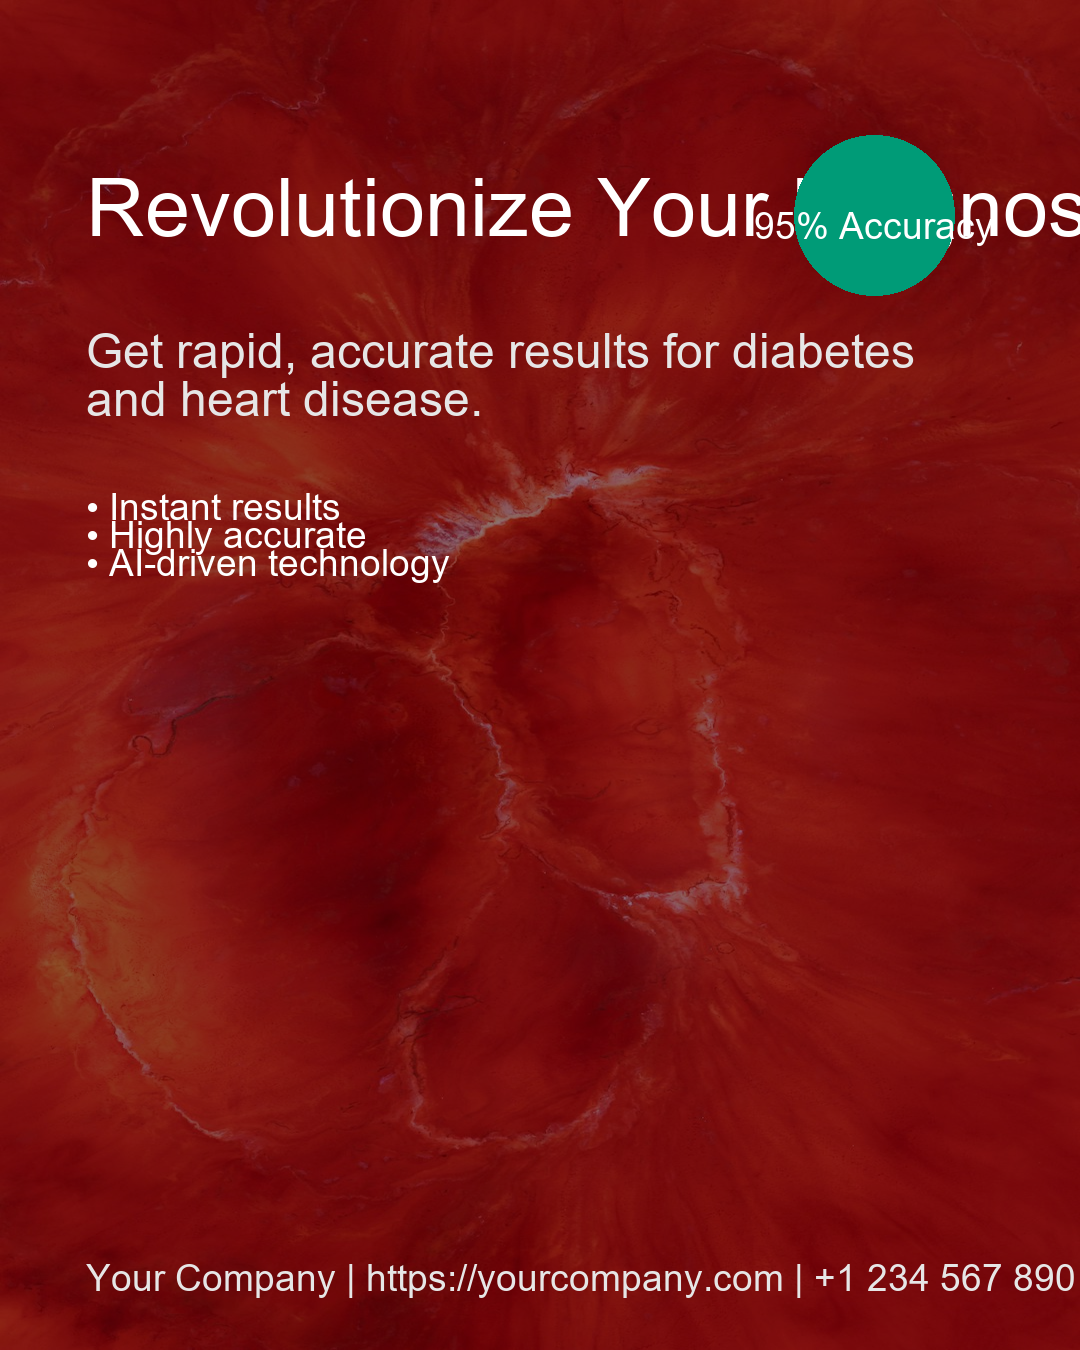 Revolutionize Your
95% Accuracy
Get rapid, accurate results for diabetes
and heart disease.
• Instant results
• Highly accurate
• AI-driven technology
Your Company | https://yourcompany.com | +1 234 567 890